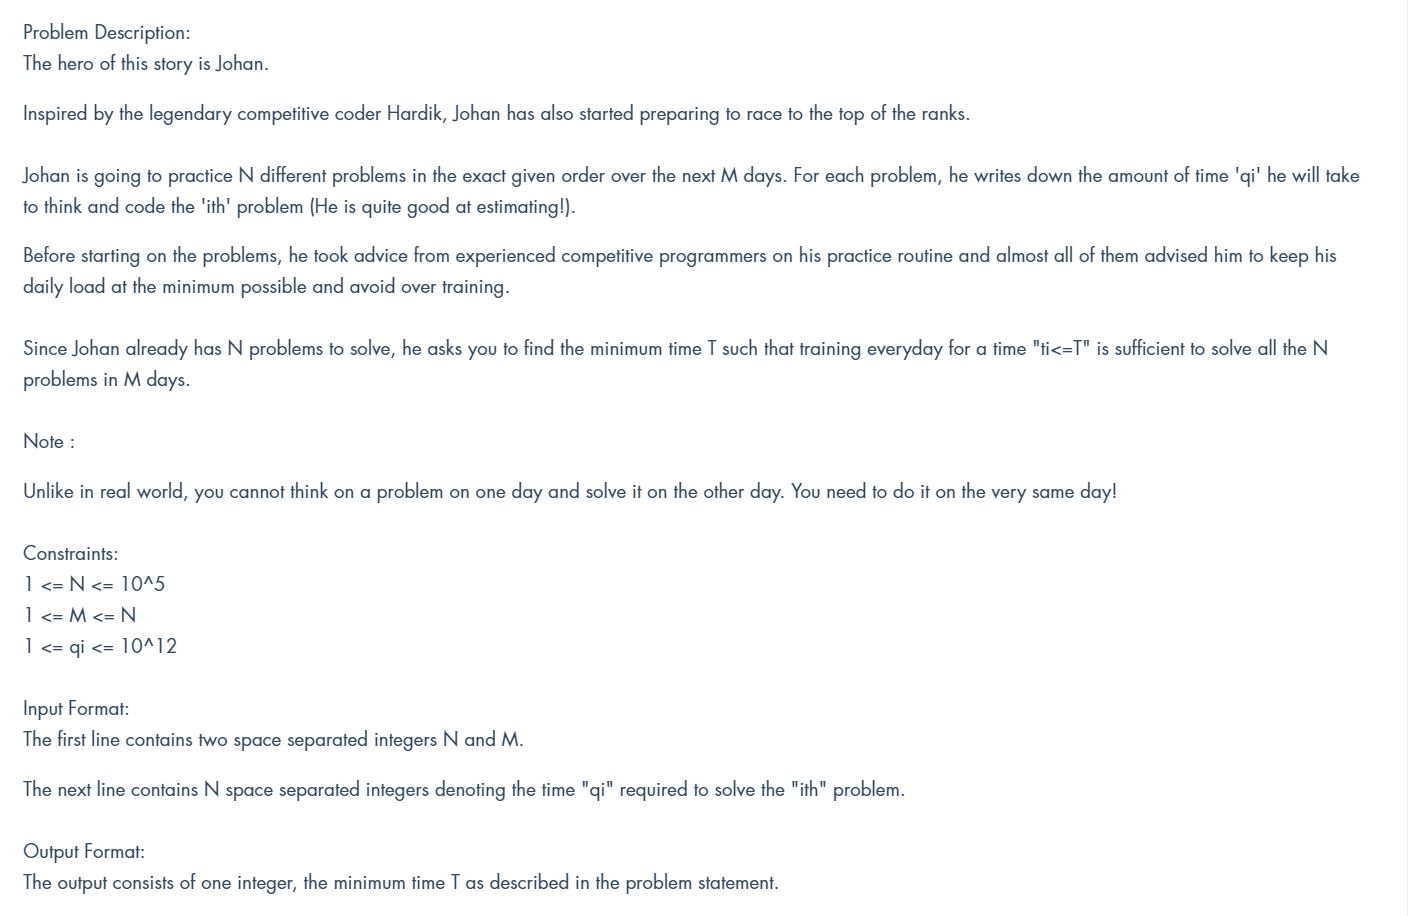 Problem Description:
The hero of this story is Johan.
Inspired by the legendary competitive coder Hardik, Johan has also started preparing to race to the top of the ranks.
Johan is going to practice N different problems in the exact given order over the next M days. For each problem, he writes down the amount of time 'qi' he will take
to think and code the 'ith' problem (He is quite good at estimating!).
Before starting on the problems, he took advice from experienced competitive programmers on his practice routine and almost all of them advised him to keep his
daily load at the minimum possible and avoid over training.
Since Johan already has N problems to solve, he asks you to find the minimum time T such that training everyday for a time "ti<=T" is sufficient to solve all the N
problems in M days.
Note :
Unlike in real world, you cannot think on a problem on one day and solve it on the other day. You need to do it on the very same day!
Constraints:
1 <= N <= 10^5
1 <= M <= N
1 <= qi <= 10^12
Input Format:
The first line contains two space separated integers N and M.
The next line contains N space separated integers denoting the time "qi" required to solve the "ith" problem.
Output Format:
The output consists of one integer, the minimum time T as described in the problem statement.